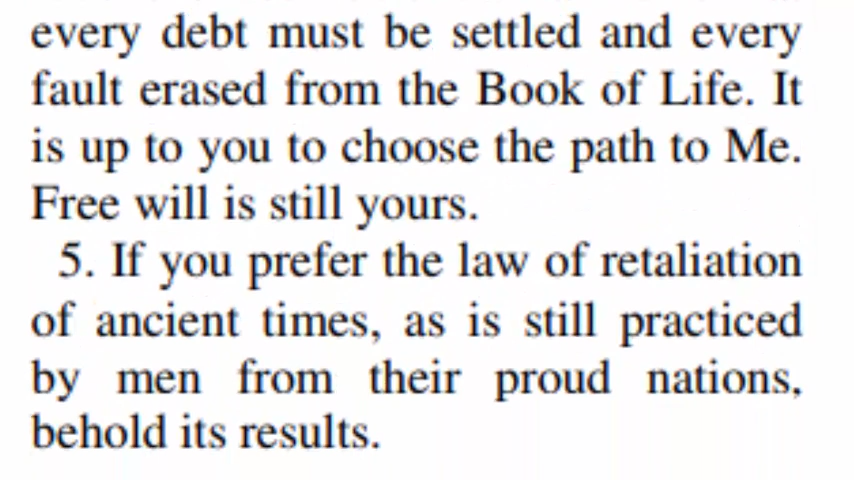 every debt must be settled and every
fault erased from the Book of Life. It
is up to you to choose the path to Me.
Free will is still yours.
5. If you prefer the law of retaliation
of ancient times, as is still practiced
by men from their proud nations,
behold its results.